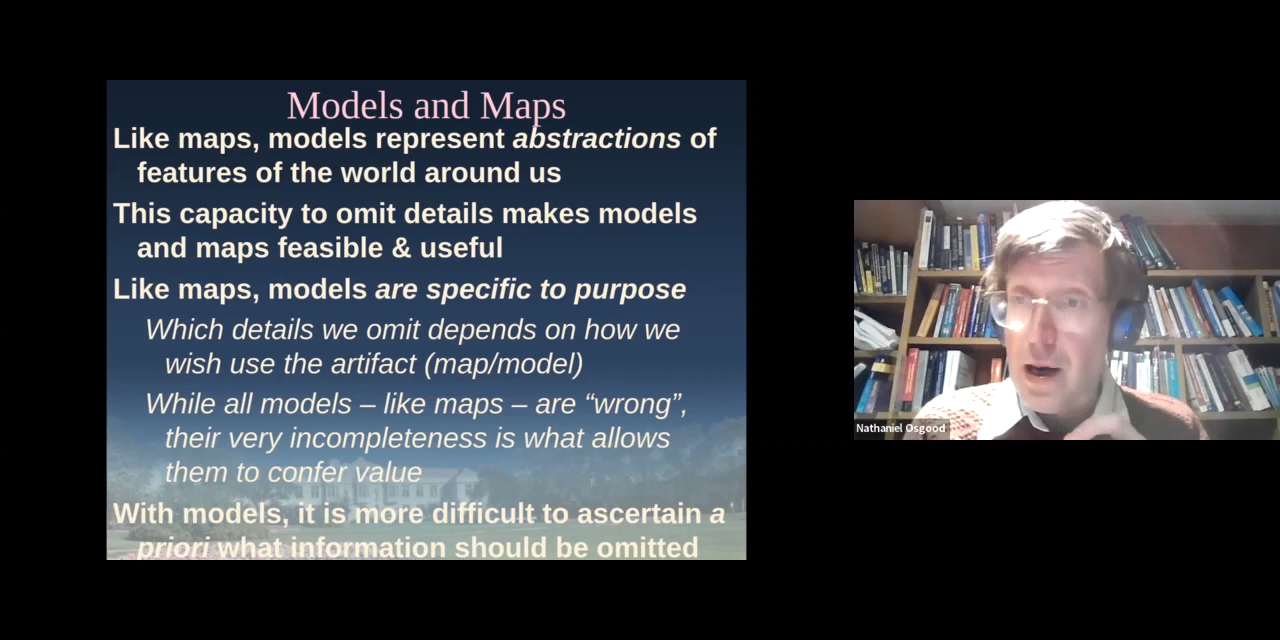 Models and Maps
Like maps, models represent abstractions of
features of the world around us
This capacity to omit details makes models
and maps feasible & useful
Like maps, models are specific to purpose
Which details we omit depends on how we
wish use the artifact (map/model)
While all models – like maps – are “wrong”,
their very incompleteness is what allows
them to confer value
With models, it is more difficult to ascertain a
priori what information should be omitted
Nathaniel Osgood